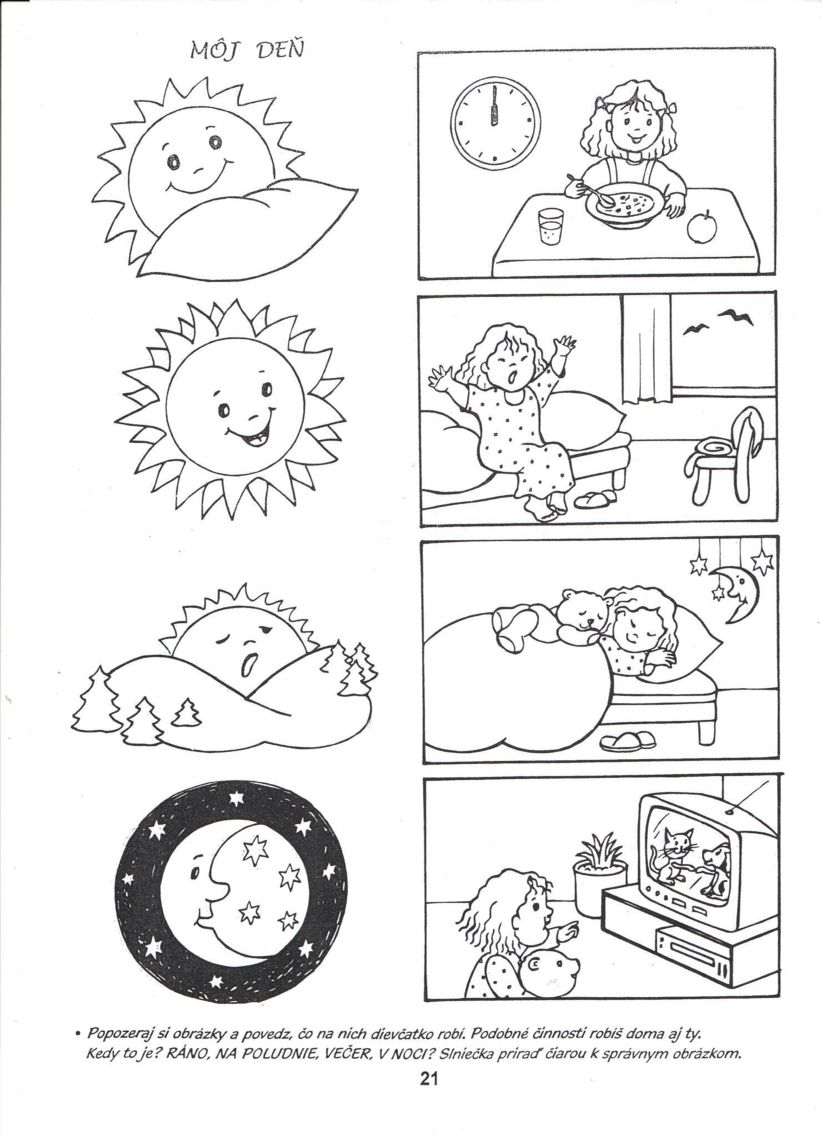 MÔJ DEŇ
• Popozeraj si obrázky a povedz, čo na nich dievčatko robí. Podobné činnosti robíš doma aj ty.
Kedy to je? RÁNO, NA POLUDNIE, VEČER, V NOCI? Slniečka priraď čiarou k správnym obrázkom.
21